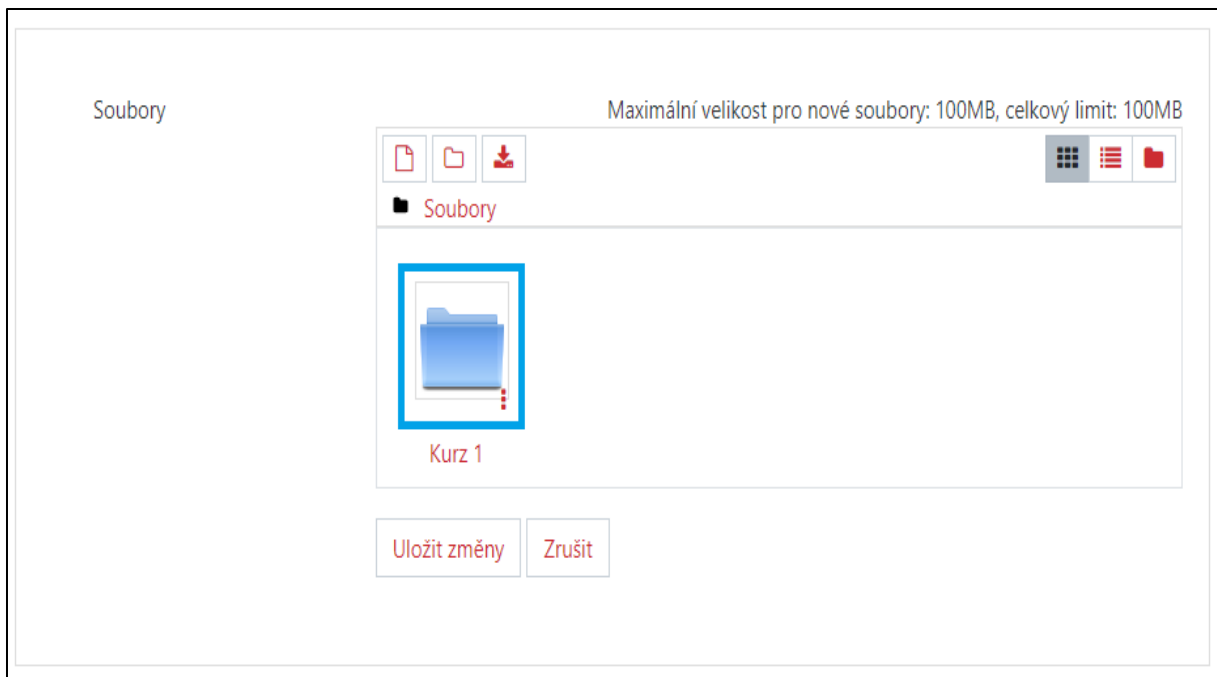 Soubory
Maximální velikost pro nové soubory: 100MB, celkový limit: 100MB
Soubory
Kurz 1
Uložit změny
Zrušit